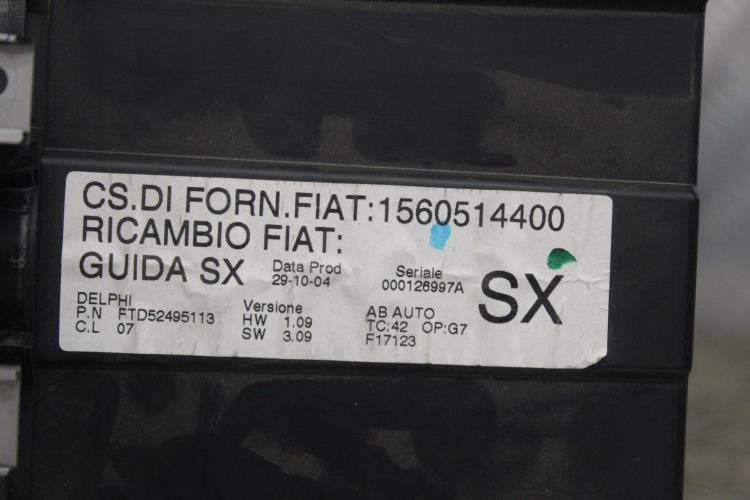 CS.DI FORN.FIAT:1560514400
RICAMBIO FIAT:
GUIDA SX
Data Prod
29-10-04
Seriale
000126997A
SX
DELPHI
P.N FTD52495113
C.L 07
Versione
HW 1.09
SW 3.09
AB AUTO
TC:42 OP:G7
F17123